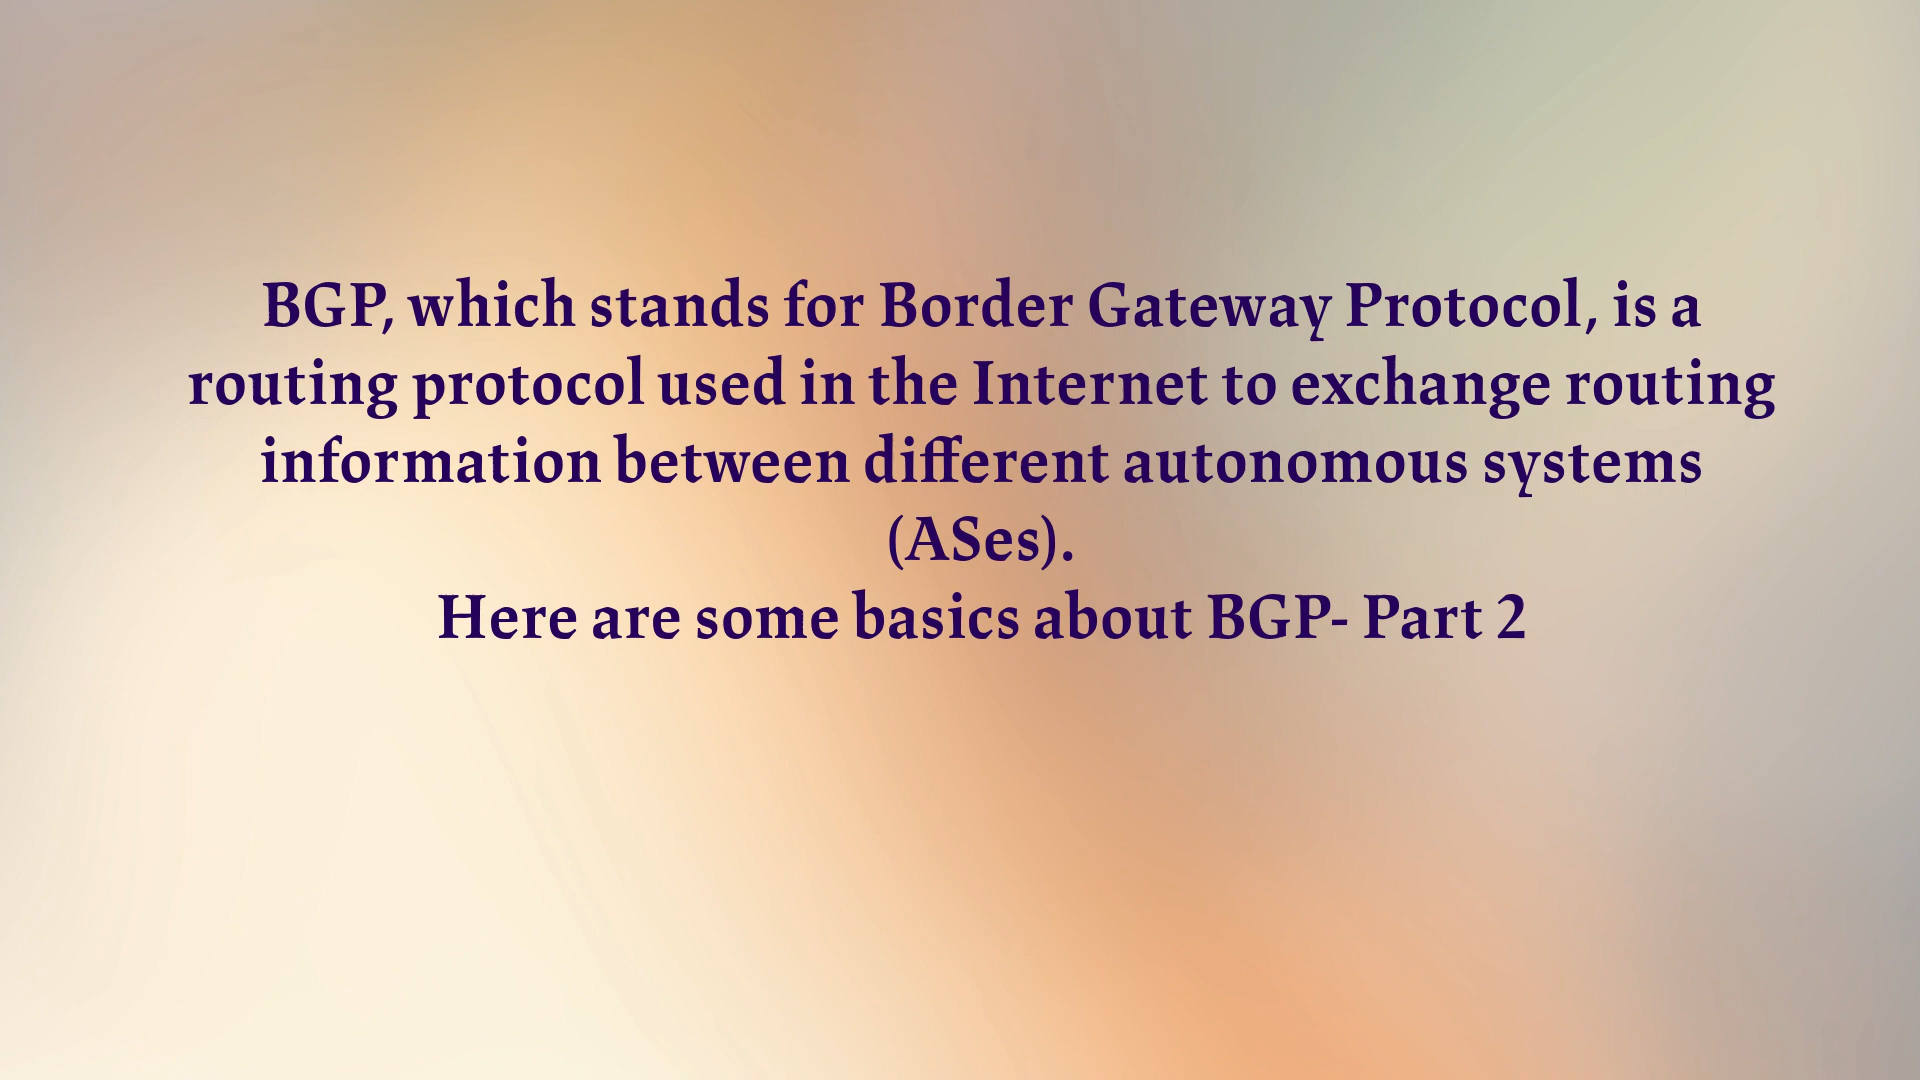 BGP, which stands for Border Gateway Protocol, is a
routing protocol used in the Internet to exchange routing
information between different autonomous systems
(ASes).
Here are some basics about BGP- Part 2